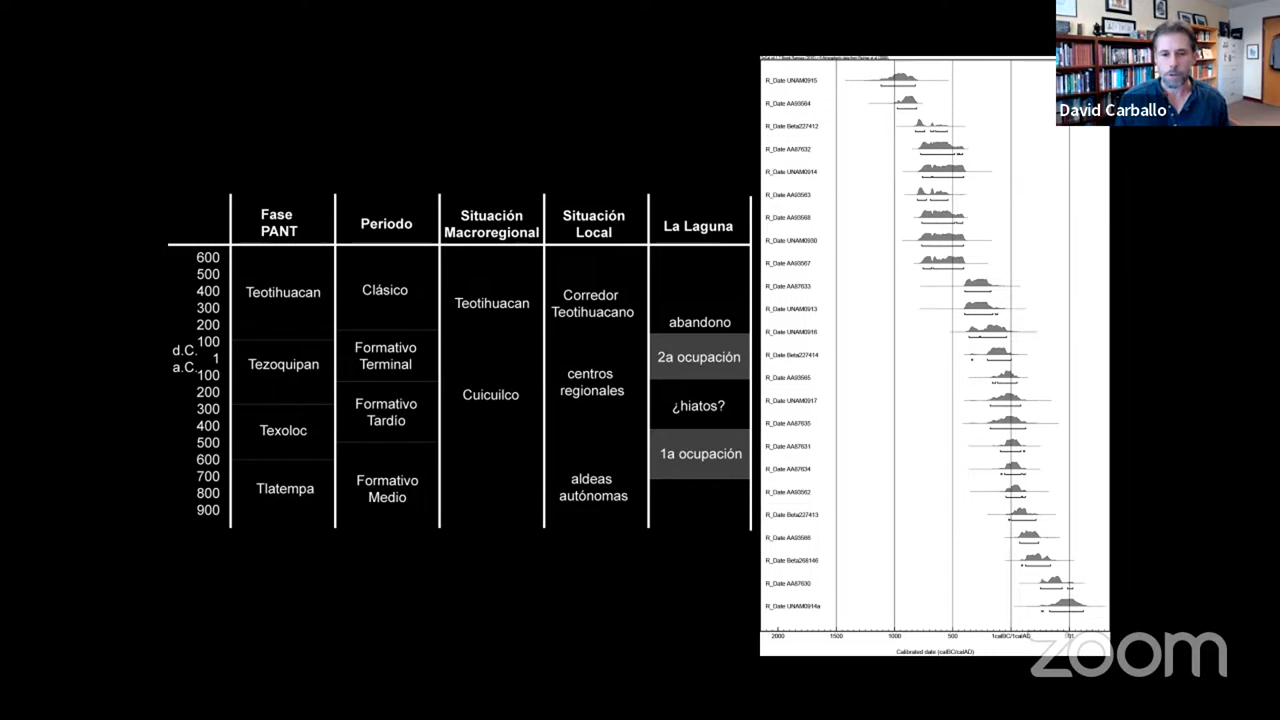 David Carballo
Fase
PANT
Periodo
Situación
Macroregional
Situación
Local
La Laguna
600
500
400
300
200
100
d.C.
1
a.C.
100
200
300
400
500
600
700
800
900
Teotihuacan
Tezoquipan
Texoloc
Tlatempa
Clásico
Formativo
Terminal
Formativo
Tardío
Formativo
Medio
Teotihuacan
Cuicuilco
Corredor
Teotihuacano
centros
regionales
aldeas
autónomas
abandono
2a ocupación
¿hiatos?
1a ocupación
R_Date UNAM0915
R_Date AA93564
R_Date Beta227412
R_Date AA87632
R_Date UNAM0914
R_Date AA93563
R_Date AA93568
R_Date UNAM0930
R_Date AA93567
R_Date AA87633
R_Date UNAM0913
R_Date UNAM0916
R_Date Beta227414
R_Date AA93565
R_Date UNAM0917
R_Date AA87635
R_Date AA87631
R_Date AA87634
R_Date AA93562
R_Date Beta227413
R_Date AA93566
R_Date Beta268146
R_Date AA87630
R_Date UNAM0914a
2000 1500 1000 500 1calBC/1calAD
Calibrated date (calBC/calAD)
zoom